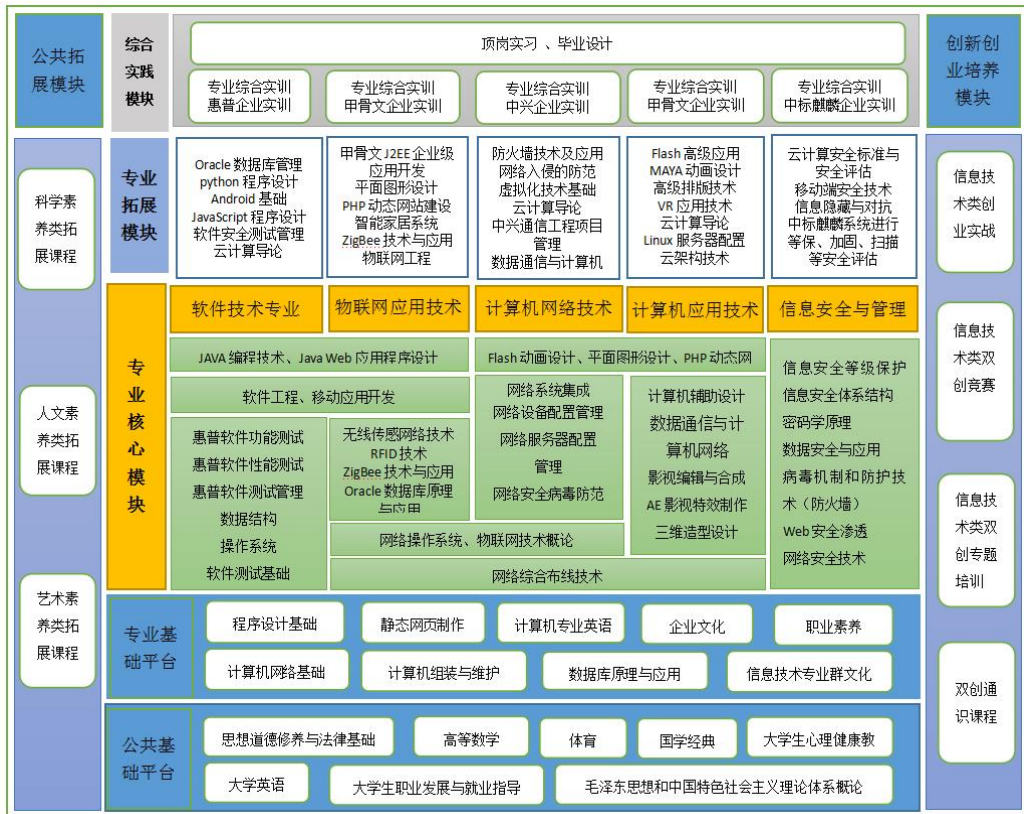 公共拓
展模块
科学素
养类拓
展课程
人文素
养类拓
展课程
艺术素
养类拓
展课程
综合
实践
模块
顶岗实习 、毕业设计
专业综合实训
惠普企业实训
专业综合实训
甲骨文企业实训
专业综合实训
中兴企业实训
专业综合实训
甲骨文企业实训
专业综合实训
中标麒麟企业实训
专业
拓展
模块
Oracle 数据库管理
python 程序设计
Android 基础
JavaScript 程序设计
软件安全测试管理
云计算导论
甲骨文 J2EE 企业级
应用开发
平面图形设计
PHP 动态网站建设
智能家居系统
ZigBee 技术与应用
物联网工程
防火墙技术及应用
网络入侵的防范
虚拟化技术基础
云计算导论
中兴通信工程项目
管理
数据通信与计算机
Flash 高级应用
MAYA 动画设计
高级排版技术
VR 应用技术
云计算导论
Linux 服务器配置
云架构技术
云计算安全标准与
安全评估
移动端安全技术
信息隐藏与对抗
中标麒麟系统进行
等保、加固、扫描
等安全评估
专
业
核
心
模
块
软件技术专业
物联网应用技术
计算机网络技术
计算机应用技术
信息安全与管理
JAVA 编程技术、Java Web 应用程序设计
Flash 动画设计、平面图形设计、PHP 动态网
软件工程、移动应用开发
惠普软件功能测试
惠普软件性能测试
惠普软件测试管理
数据结构
操作系统
软件测试基础
无线传感网络技术
RFID 技术
ZigBee 技术与应用
Oracle 数据库原理
与应用
网络系统集成
网络设备配置管理
网络服务器配置
管理
网络安全病毒防范
计算机辅助设计
数据通信与计
算机网络
影视编辑与合成
AE 影视特效制作
三维造型设计
信息安全等级保护
信息安全体系结构
密码学原理
数据安全与应用
病毒机制和防护技
术（防火墙）
Web 安全渗透
网络安全技术
网络操作系统、物联网技术概论
网络综合布线技术
专业基
础平台
程序设计基础
静态网页制作
计算机专业英语
企业文化
职业素养
计算机网络基础
计算机组装与维护
数据库原理与应用
信息技术专业群文化
公共基
础平台
思想道德修养与法律基础
高等数学
体育
国学经典
大学生心理健康教
大学英语
大学生职业发展与就业指导
毛泽东思想和中国特色社会主义理论体系概论
创新创
业培养
模块
信息技
术类创
业实战
信息技
术类双
创竞赛
信息技
术类双
创专题
培训
双创通
识课程